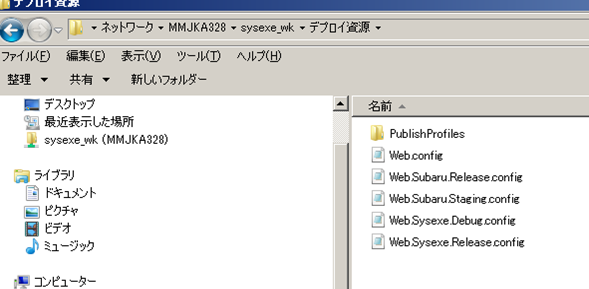 デプロイ資源
ネットワーク MMJKA328 sysexe_wk デプロイ資源
ファイル(F) 編集(E) 表示(V) ツール(T) ヘルプ(H)
整理 共有 新しいフォルダー
デスクトップ
最近表示した場所
sysexe_wk (MMJKA328)
ライブラリ
ドキュメント
ピクチャ
ビデオ
ミュージック
コンピューター
名前
PublishProfiles
Web.config
Web.Subaru.Release.config
Web.Subaru.Staging.config
Web.Sysexe.Debug.config
Web.Sysexe.Release.config